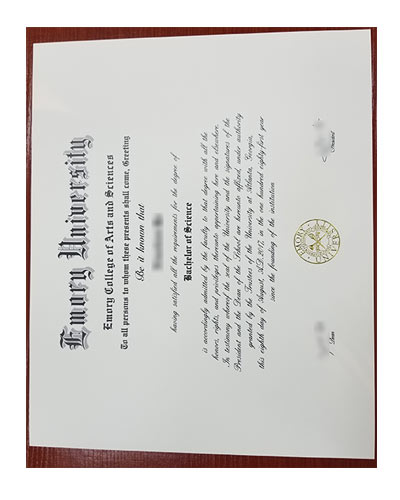 Emory University
Emory College of Arts and Sciences
To all persons to whom these presents shall come, Greeting
Be it known that
having satisfied all the requirements for the degree of
Bachelor of Science
is accordingly admitted by the faculty to that degree with all the
honors, rights, and privileges thereunto appertaining here and elsewhere.
In testimony whereof the seal of the University and the signatures of the
President and the Dean of the School are hereunto affixed, under authority
granted by the Trustees of the University at Atlanta, Georgia,
this eighth day of August, A.D. 2017, in the one hundred eighty-first year
since the founding of the institution
EMORY
Dean
President